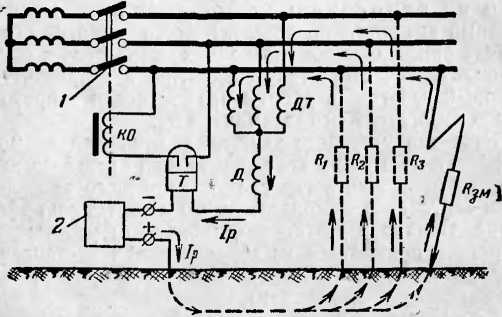 1
КО
ДТ
R₁
R₂
R₃
Rзм
Т
Д
2
−
+
Iр
Iр